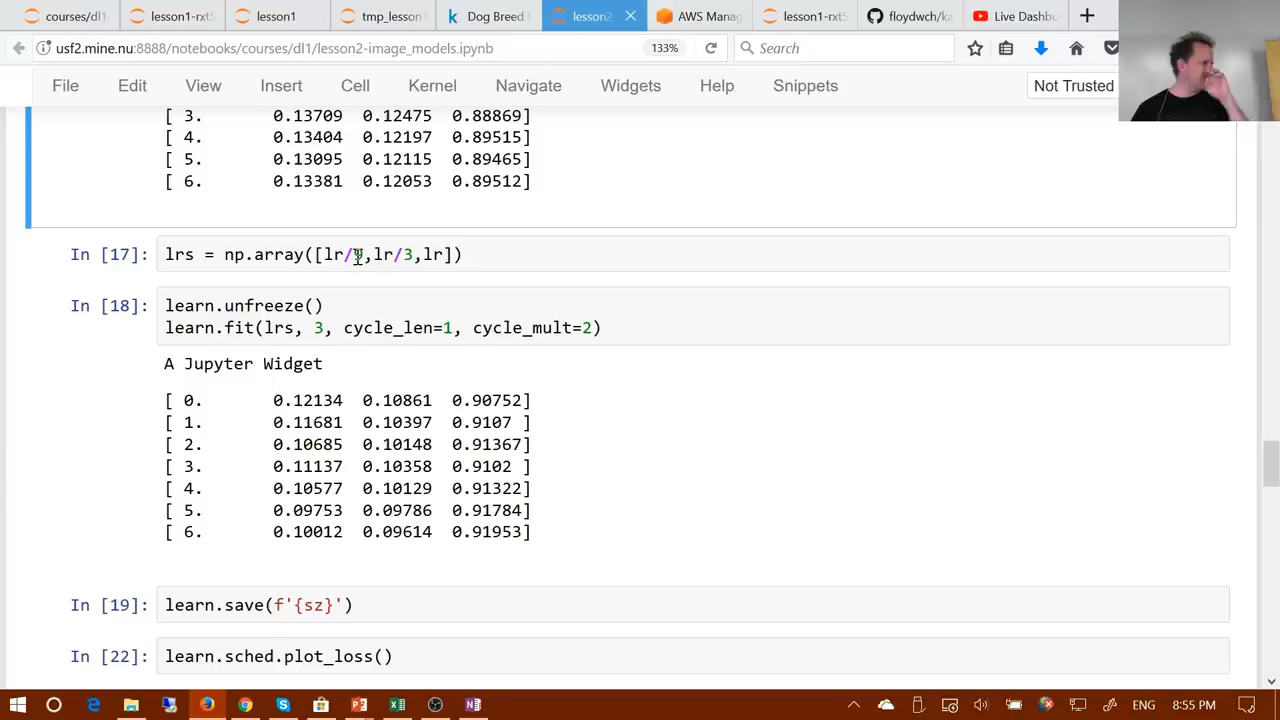 courses/dl1/
lesson1-rxt5
lesson1
tmp_lesson1
Dog Breed
lesson2
AWS Manag
lesson1-rxt5
floydwch/ka
Live Dashbo
usf2.mine.nu:8888/notebooks/courses/dl1/lesson2-image_models.ipynb
133%
Search
File Edit View Insert Cell Kernel Navigate Widgets Help Snippets
Not Trusted
[ 3. 0.13709 0.12475 0.88869]
[ 4. 0.13404 0.12197 0.89515]
[ 5. 0.13095 0.12115 0.89465]
[ 6. 0.13381 0.12053 0.89512]
In [17]: lrs = np.array([lr/9,lr/3,lr])
In [18]: learn.unfreeze()
learn.fit(lrs, 3, cycle_len=1, cycle_mult=2)
A Jupyter Widget
[ 0. 0.12134 0.10861 0.90752]
[ 1. 0.11681 0.10397 0.9107 ]
[ 2. 0.10685 0.10148 0.91367]
[ 3. 0.11137 0.10358 0.9102 ]
[ 4. 0.10577 0.10129 0.91322]
[ 5. 0.09753 0.09786 0.91784]
[ 6. 0.10012 0.09614 0.91953]
In [19]: learn.save(f'{sz}')
In [22]: learn.sched.plot_loss()
ENG 8:55 PM